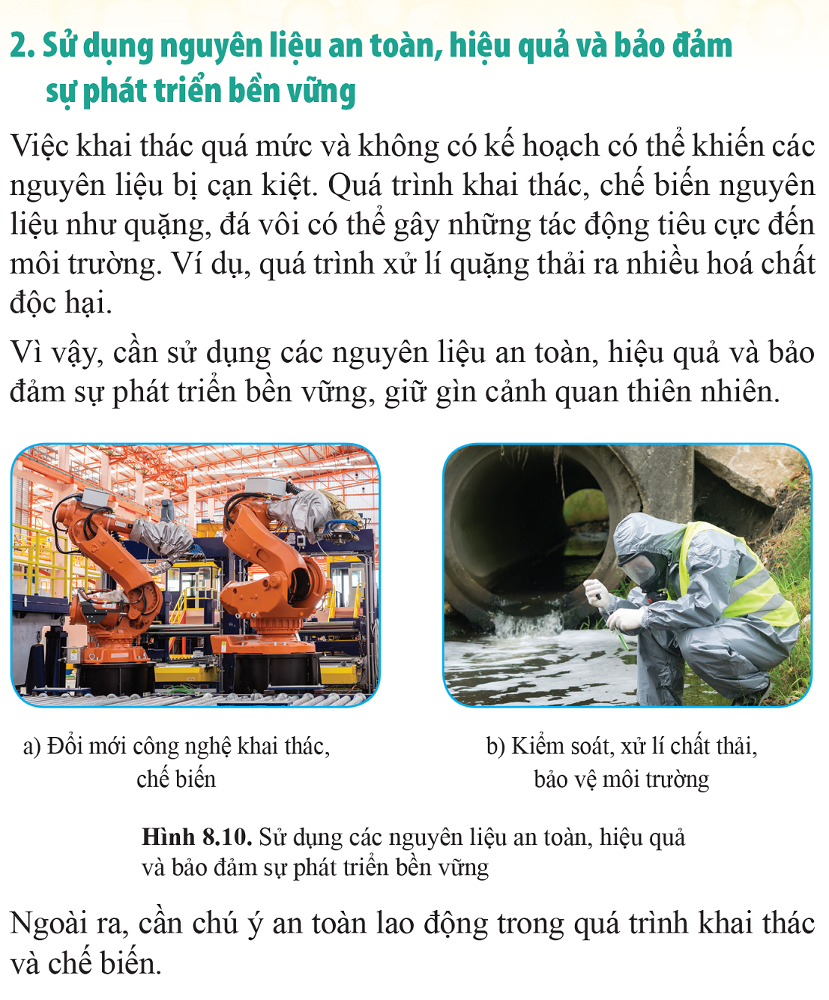 2. Sử dụng nguyên liệu an toàn, hiệu quả và bảo đảm
sự phát triển bền vững
Việc khai thác quá mức và không có kế hoạch có thể khiến các
nguyên liệu bị cạn kiệt. Quá trình khai thác, chế biến nguyên
liệu như quặng, đá vôi có thể gây những tác động tiêu cực đến
môi trường. Ví dụ, quá trình xử lí quặng thải ra nhiều hoá chất
độc hại.
Vì vậy, cần sử dụng các nguyên liệu an toàn, hiệu quả và bảo
đảm sự phát triển bền vững, giữ gìn cảnh quan thiên nhiên.
a) Đổi mới công nghệ khai thác,
chế biến
b) Kiểm soát, xử lí chất thải,
bảo vệ môi trường
Hình 8.10. Sử dụng các nguyên liệu an toàn, hiệu quả
và bảo đảm sự phát triển bền vững
Ngoài ra, cần chú ý an toàn lao động trong quá trình khai thác
và chế biến.